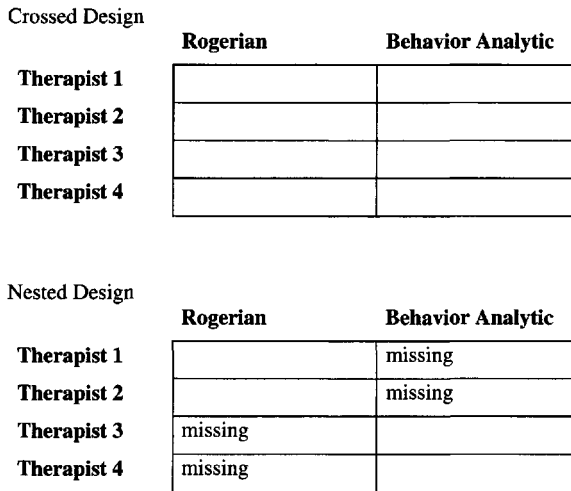 Crossed Design
Rogerian Behavior Analytic
Therapist 1
Therapist 2
Therapist 3
Therapist 4
Nested Design
Rogerian Behavior Analytic
Therapist 1 missing
Therapist 2 missing
Therapist 3 missing
Therapist 4 missing